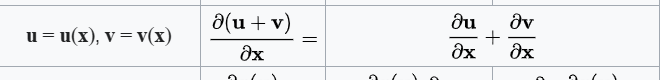 u = u(x), v = v(x) ∂(u + v)/∂x = ∂u/∂x + ∂v/∂x